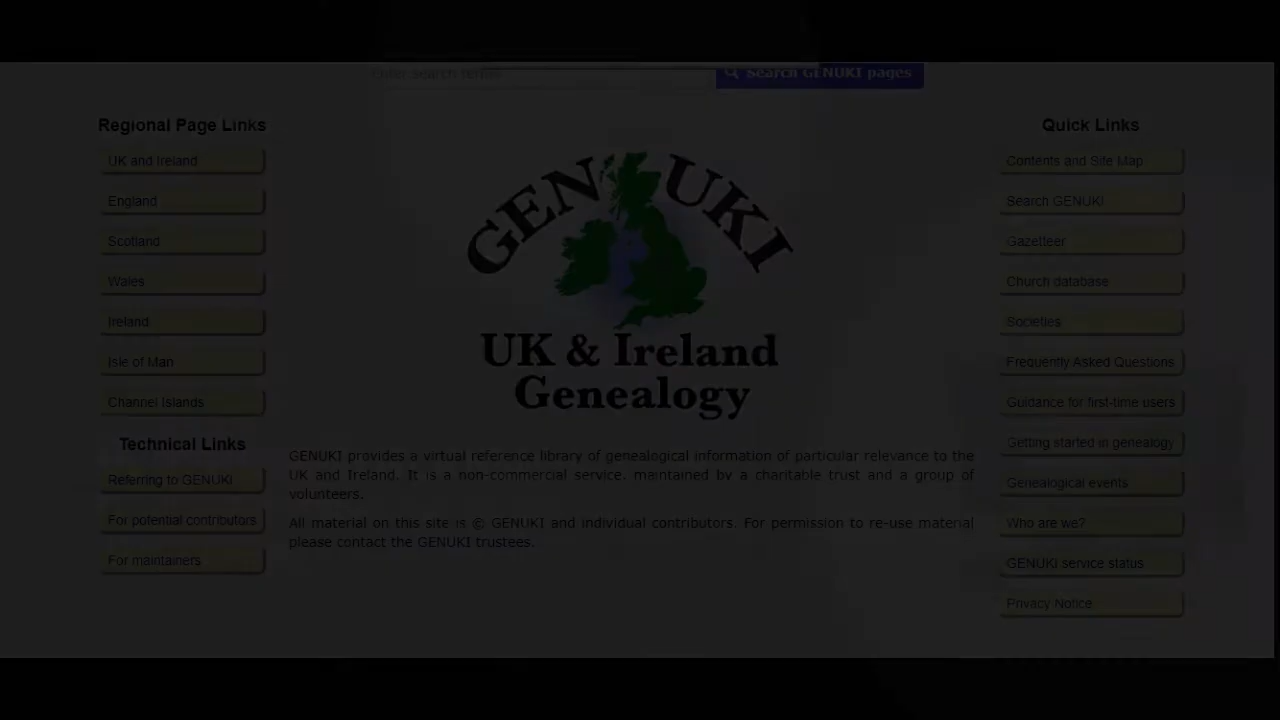 Enter search terms
Search GENUKI pages
Regional Page Links
UK and Ireland
England
Scotland
Wales
Ireland
Isle of Man
Channel Islands
Technical Links
Referring to GENUKI
For potential contributors
For maintainers
GENUKI
UK & Ireland
Genealogy
GENUKI provides a virtual reference library of genealogical information of particular relevance to the
UK and Ireland. It is a non-commercial service, maintained by a charitable trust and a group of
volunteers.
All material on this site is © GENUKI and individual contributors. For permission to re-use material
please contact the GENUKI trustees.
Quick Links
Contents and Site Map
Search GENUKI
Gazetteer
Church database
Societies
Frequently Asked Questions
Guidance for first-time users
Getting started in genealogy
Genealogical events
Who are we?
GENUKI service status
Privacy Notice